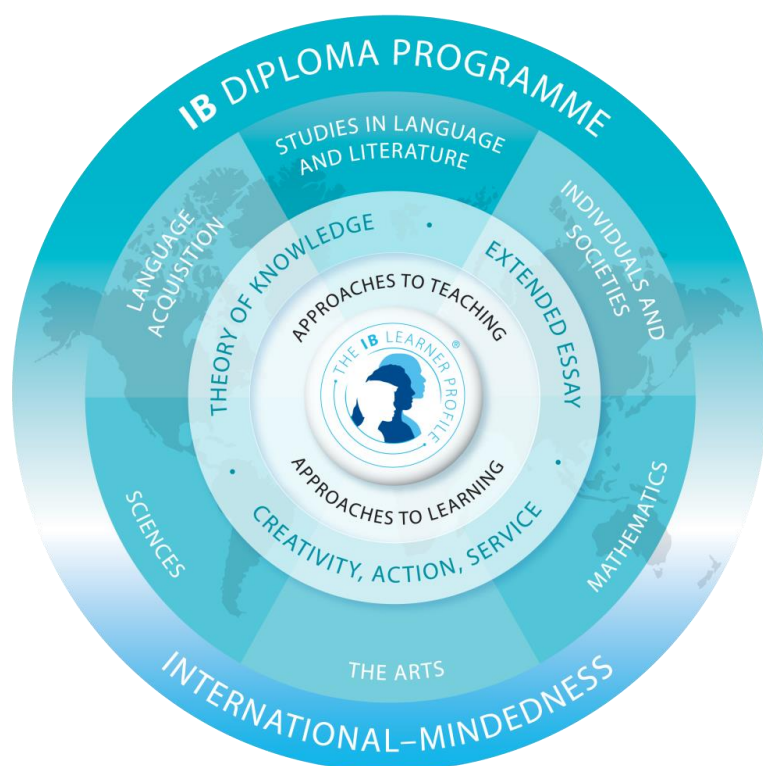 IB DIPLOMA PROGRAMME
STUDIES IN LANGUAGE
AND LITERATURE
LANGUAGE
ACQUISITION
INDIVIDUALS AND
SOCIETIES
THEORY OF KNOWLEDGE
•
EXTENDED ESSAY
APPROACHES TO TEACHING
THE IB LEARNER PROFILE®
APPROACHES TO LEARNING
•
CREATIVITY, ACTION, SERVICE
•
SCIENCES
MATHEMATICS
THE ARTS
INTERNATIONAL–MINDEDNESS